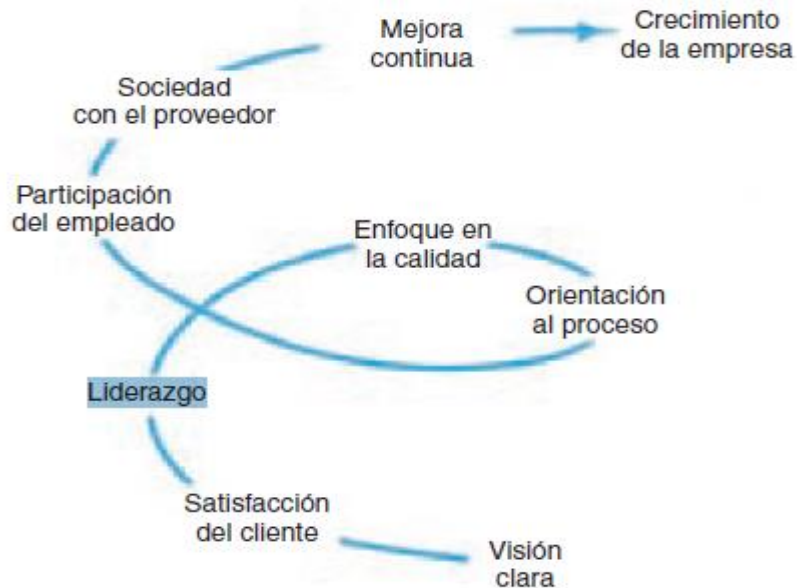 Mejora
continua
Crecimiento
de la empresa
Sociedad
con el proveedor
Participación
del empleado
Enfoque en
la calidad
Orientación
al proceso
Liderazgo
Satisfacción
del cliente
Visión
clara